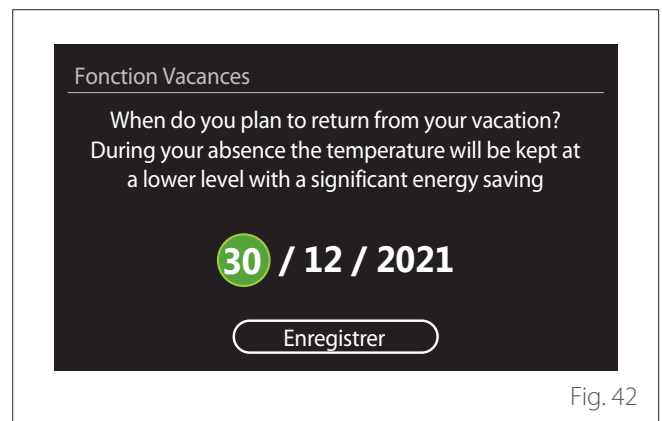 Fonction Vacances
When do you plan to return from your vacation?
During your absence the temperature will be kept at
a lower level with a significant energy saving
30 / 12 / 2021
Enregistrer
Fig. 42